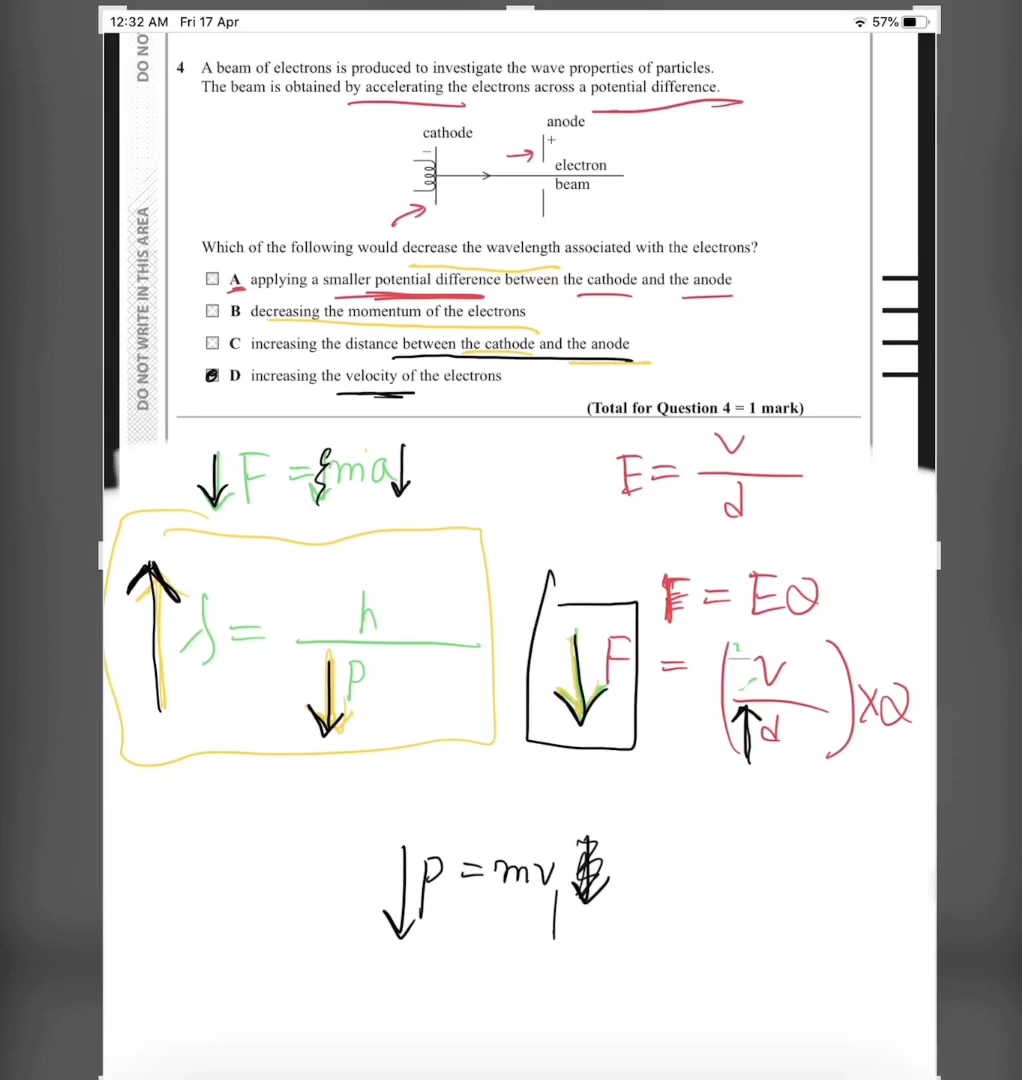 12:32 AM Fri 17 Apr
57%
DO NO
DO NOT WRITE IN THIS AREA
4 A beam of electrons is produced to investigate the wave properties of particles.
The beam is obtained by accelerating the electrons across a potential difference.
anode
cathode
+
−
electron
beam
Which of the following would decrease the wavelength associated with the electrons?
A applying a smaller potential difference between the cathode and the anode
B decreasing the momentum of the electrons
C increasing the distance between the cathode and the anode
D increasing the velocity of the electrons
(Total for Question 4 = 1 mark)
↓F = {ma↓
E = V/d
↑λ = h/↓p
F = EQ
↓F = (V/↑d) × Q
↓p = mv↓